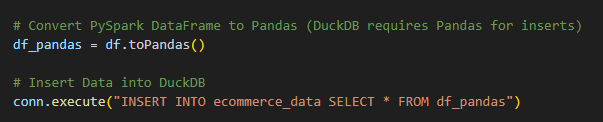 # Convert PySpark DataFrame to Pandas (DuckDB requires Pandas for inserts)
df_pandas = df.toPandas()
# Insert Data into DuckDB
conn.execute("INSERT INTO ecommerce_data SELECT * FROM df_pandas")